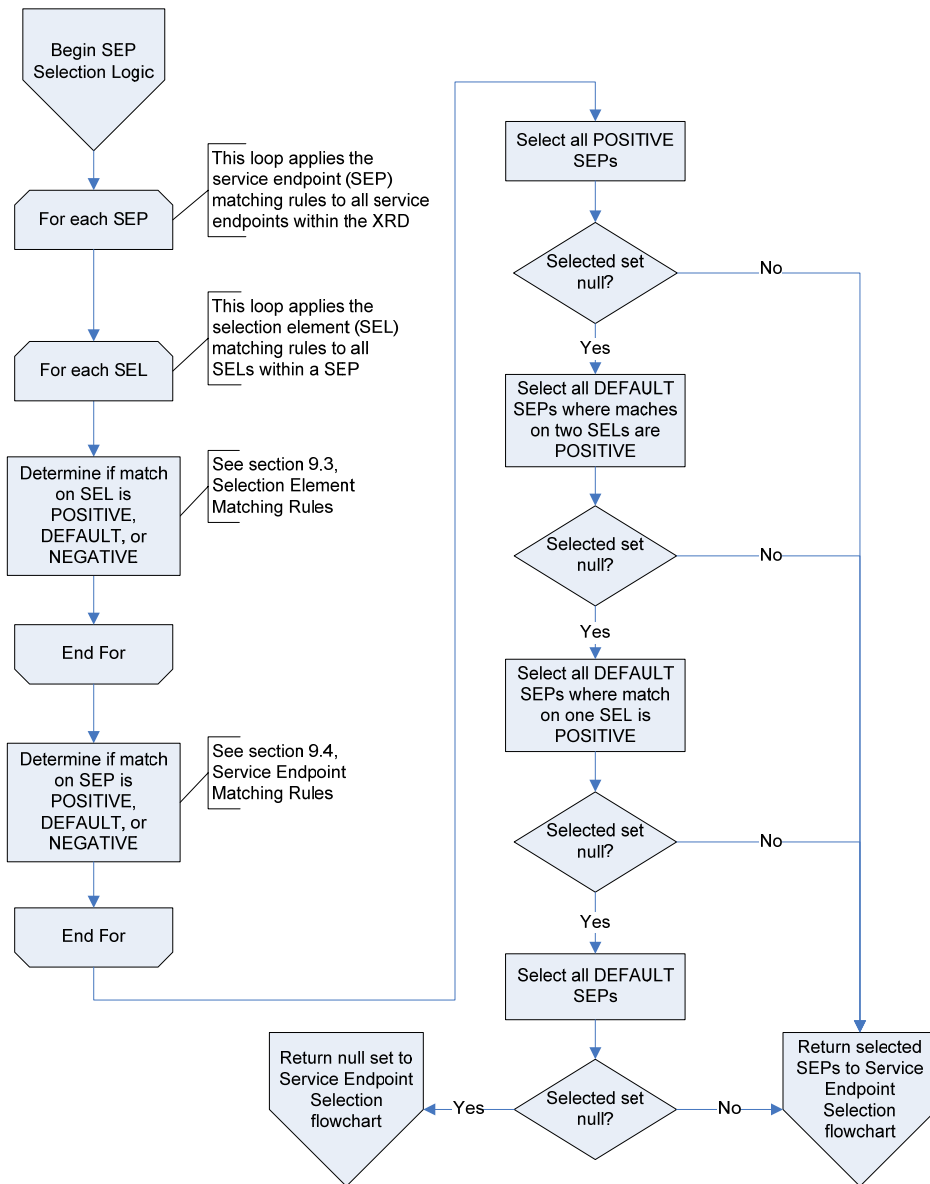 Begin SEP
Selection Logic
For each SEP
This loop applies the
service endpoint (SEP)
matching rules to all service
endpoints within the XRD
For each SEL
This loop applies the
selection element (SEL)
matching rules to all
SELs within a SEP
Determine if match
on SEL is
POSITIVE,
DEFAULT, or
NEGATIVE
See section 9.3,
Selection Element
Matching Rules
End For
Determine if match
on SEP is
POSITIVE,
DEFAULT, or
NEGATIVE
See section 9.4,
Service Endpoint
Matching Rules
End For
Select all POSITIVE
SEPs
Selected set
null?
No
Yes
Select all DEFAULT
SEPs where maches
on two SELs are
POSITIVE
Selected set
null?
No
Yes
Select all DEFAULT
SEPs where match
on one SEL is
POSITIVE
Selected set
null?
No
Yes
Select all DEFAULT
SEPs
Selected set
null?
Yes
No
Return null set to
Service Endpoint
Selection
flowchart
Return selected
SEPs to Service
Endpoint
Selection
flowchart